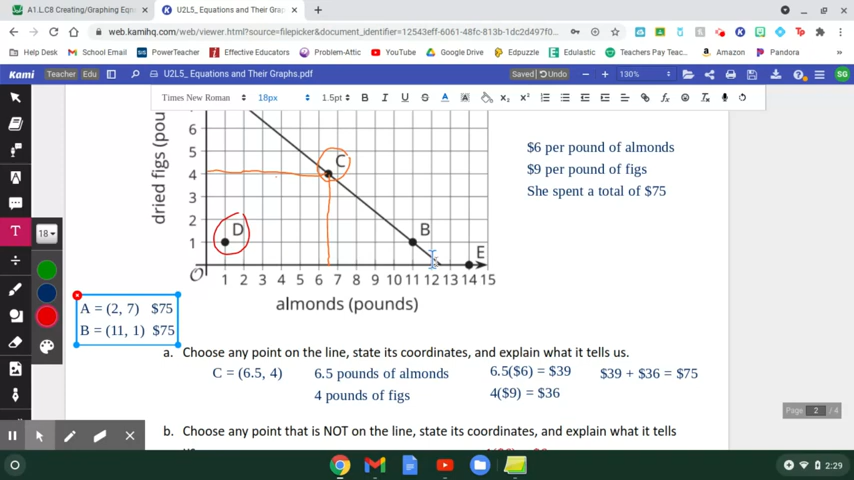 A1.L.C8 Creating/Graphing Equ
U2L5_ Equations and Their Graphs
web.kamihq.com/web/viewer.html?source=filepicker&document_identifier=12543eff-6061-48fc-813b-1dc2d497f0...
Help Desk School Email SISPowerTeacher Effective Educators Problem-Attic YouTube Google Drive Edpuzzle Edulastic Teachers Pay Teac... Amazon Pandora
Kami Teacher Edu U2L5_ Equations and Their Graphs.pdf Saved Undo 130% SG
Times New Roman 18px 1.5pt B I U S A A X₂ X²
dried figs (pou
6
5
4
3
2
1
C
D
B
E
O
1 2 3 4 5 6 7 8 9 10 11 12 13 14 15
almonds (pounds)
$6 per pound of almonds
$9 per pound of figs
She spent a total of $75
T 18
A = (2, 7) $75
B = (11, 1) $75
a. Choose any point on the line, state its coordinates, and explain what it tells us.
C = (6.5, 4) 6.5 pounds of almonds 6.5($6) = $39 $39 + $36 = $75
4 pounds of figs 4($9) = $36
b. Choose any point that is NOT on the line, state its coordinates, and explain what it tells
Page 2 / 4
2:29